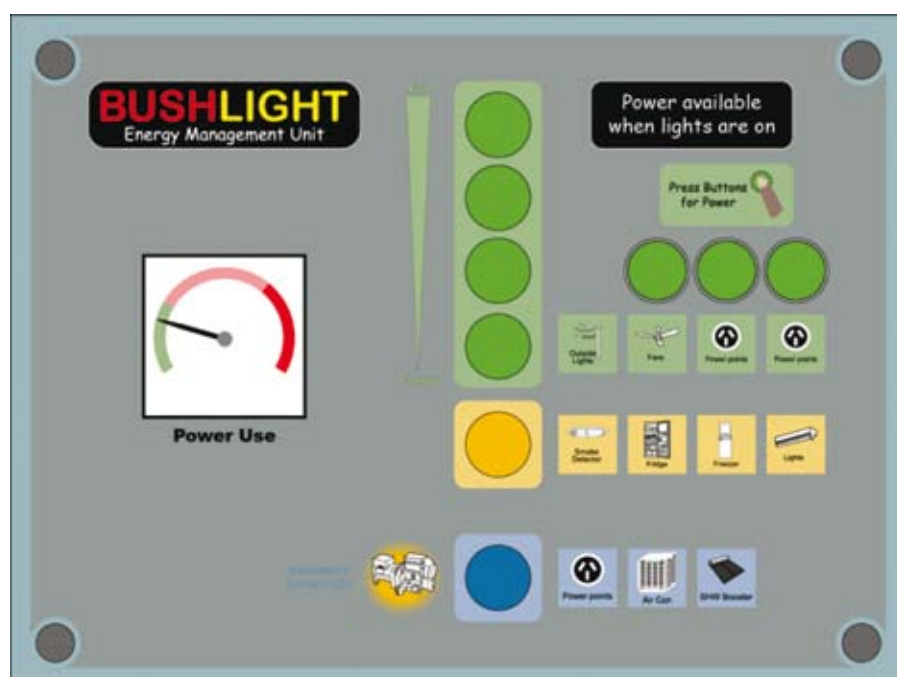 BUSHLIGHT
Energy Management Unit
Power available
when lights are on
Press Buttons
for Power
Outside
Lights
Fans
Power points
Power points
Power Use
Smoke
Detector
Fridge
Freezer
Lights
Power points
Air Con
SHW Booster